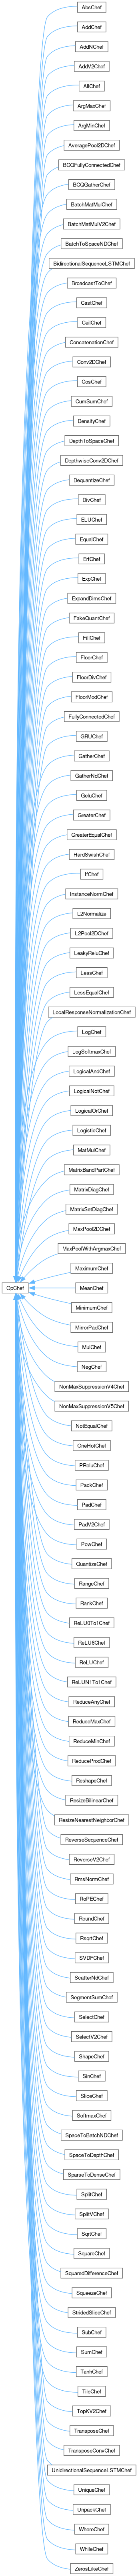 AbsChef
AddChef
AddNChef
AddV2Chef
AllChef
ArgMaxChef
ArgMinChef
AveragePool2DChef
BCQFullyConnectedChef
BCQGatherChef
BatchMatMulChef
BatchMatMulV2Chef
BatchToSpaceNDChef
BidirectionalSequenceLSTMChef
BroadcastToChef
CastChef
CeilChef
ConcatenationChef
Conv2DChef
CosChef
CumSumChef
DensifyChef
DepthToSpaceChef
DepthwiseConv2DChef
DequantizeChef
DivChef
ELUChef
EqualChef
ErfChef
ExpChef
ExpandDimsChef
FakeQuantChef
FillChef
FloorChef
FloorDivChef
FloorModChef
FullyConnectedChef
GRUChef
GatherChef
GatherNdChef
GeluChef
GreaterChef
GreaterEqualChef
HardSwishChef
IfChef
InstanceNormChef
L2Normalize
L2Pool2DChef
LeakyReluChef
LessChef
LessEqualChef
LocalResponseNormalizationChef
LogChef
LogSoftmaxChef
LogicalAndChef
LogicalNotChef
LogicalOrChef
LogisticChef
MatMulChef
MatrixBandPartChef
MatrixDiagChef
MatrixSetDiagChef
MaxPool2DChef
MaxPoolWithArgmaxChef
MaximumChef
OpChef
MeanChef
MinimumChef
MirrorPadChef
MulChef
NegChef
NonMaxSuppressionV4Chef
NonMaxSuppressionV5Chef
NotEqualChef
OneHotChef
PReluChef
PackChef
PadChef
PadV2Chef
PowChef
QuantizeChef
RangeChef
RankChef
ReLU0To1Chef
ReLU6Chef
ReLUChef
ReLUN1To1Chef
ReduceAnyChef
ReduceMaxChef
ReduceMinChef
ReduceProdChef
ReshapeChef
ResizeBilinearChef
ResizeNearestNeighborChef
ReverseSequenceChef
ReverseV2Chef
RmsNormChef
RoPEChef
RoundChef
RsqrtChef
SVDFChef
ScatterNdChef
SegmentSumChef
SelectChef
SelectV2Chef
ShapeChef
SinChef
SliceChef
SoftmaxChef
SpaceToBatchNDChef
SpaceToDepthChef
SparseToDenseChef
SplitChef
SplitVChef
SqrtChef
SquareChef
SquaredDifferenceChef
SqueezeChef
StridedSliceChef
SubChef
SumChef
TanhChef
TileChef
TopKV2Chef
TransposeChef
TransposeConvChef
UnidirectionalSequenceLSTMChef
UniqueChef
UnpackChef
WhereChef
WhileChef
ZerosLikeChef